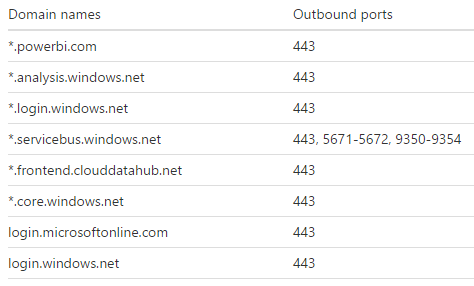 Domain names Outbound ports
*.powerbi.com 443
*.analysis.windows.net 443
*.login.windows.net 443
*.servicebus.windows.net 443, 5671-5672, 9350-9354
*.frontend.clouddatahub.net 443
*.core.windows.net 443
login.microsoftonline.com 443
login.windows.net 443